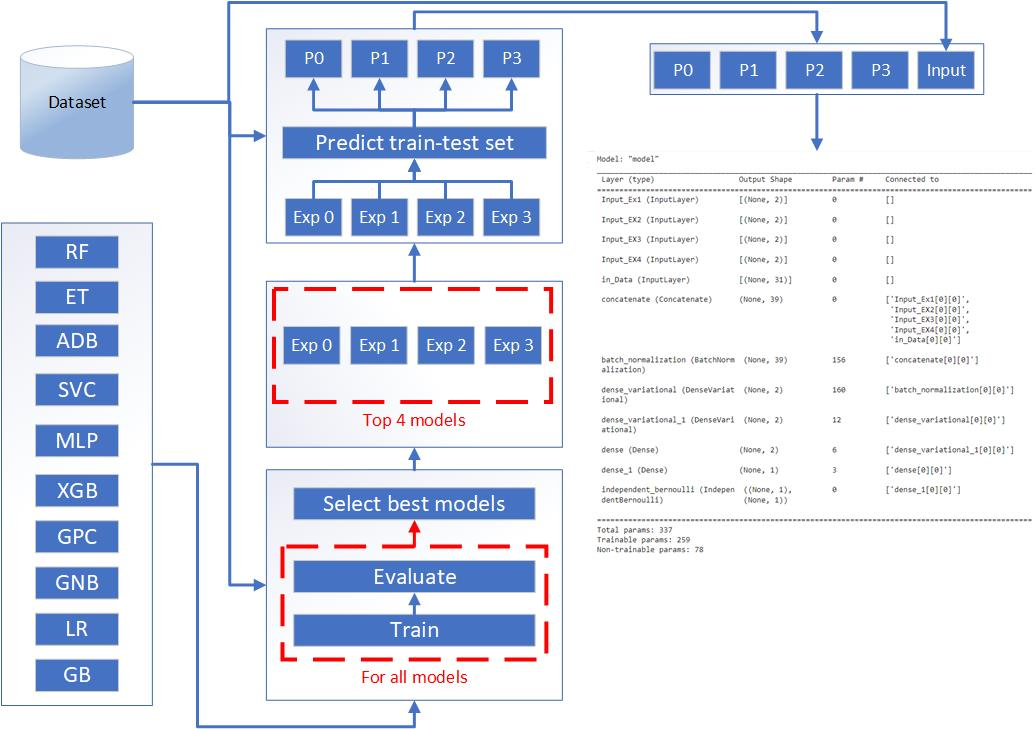 Dataset
RF
ET
ADB
SVC
MLP
XGB
GPC
GNB
LR
GB
P0 P1 P2 P3
Predict train-test set
Exp 0 Exp 1 Exp 2 Exp 3
Exp 0 Exp 1 Exp 2 Exp 3
Top 4 models
Select best models
Evaluate
Train
For all models
P0 P1 P2 P3 Input
Model: "model"
Layer (type) Output Shape Param # Connected to
Input_Ex1 (InputLayer) [(None, 2)] 0 []
Input_EX2 (InputLayer) [(None, 2)] 0 []
Input_EX3 (InputLayer) [(None, 2)] 0 []
Input_EX4 (InputLayer) [(None, 2)] 0 []
in_Data (InputLayer) [(None, 31)] 0 []
concatenate (Concatenate) (None, 39) 0 ['Input_Ex1[0][0]',
'Input_EX2[0][0]',
'Input_EX3[0][0]',
'Input_EX4[0][0]',
'in_Data[0][0]']
batch_normalization (BatchNorm (None, 39) 156 ['concatenate[0][0]']
alization)
dense_variational (DenseVariat (None, 2) 160 ['batch_normalization[0][0]']
ional)
dense_variational_1 (DenseVari (None, 2) 12 ['dense_variational[0][0]']
ational)
dense (Dense) (None, 2) 6 ['dense_variational_1[0][0]']
dense_1 (Dense) (None, 1) 3 ['dense[0][0]']
independent_bernoulli (Indepen ((None, 1), 0 ['dense_1[0][0]']
dentBernoulli) (None, 1))
Total params: 337
Trainable params: 259
Non-trainable params: 78